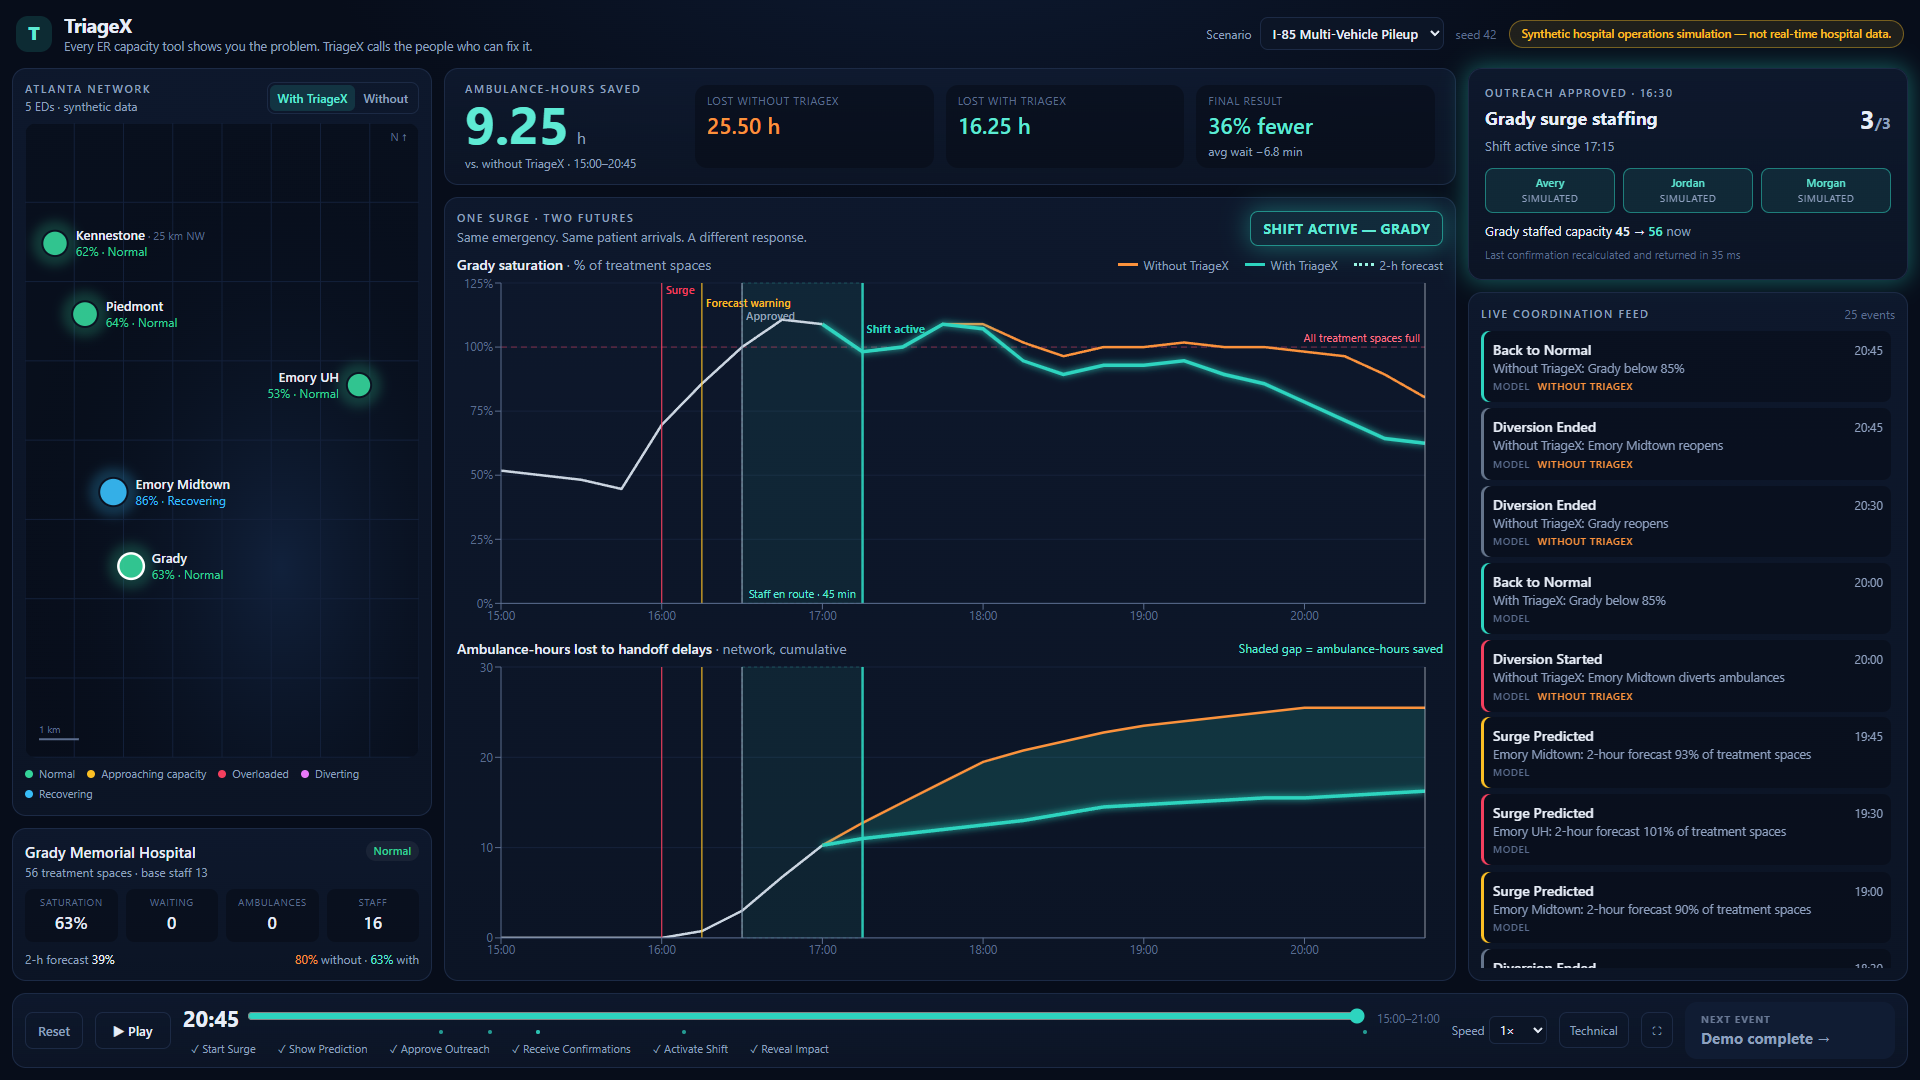 T
TriageX
Every ER capacity tool shows you the problem. TriageX calls the people who can fix it.
Scenario
I-85 Multi-Vehicle Pileup
seed 42
Synthetic hospital operations simulation — not real-time hospital data.
ATLANTA NETWORK
5 EDs · synthetic data
With TriageX
Without
N ↑
Kennestone · 25 km NW
62% · Normal
Piedmont
64% · Normal
Emory UH
53% · Normal
Emory Midtown
86% · Recovering
Grady
63% · Normal
1 km
Normal
Approaching capacity
Overloaded
Diverting
Recovering
Grady Memorial Hospital
Normal
56 treatment spaces · base staff 13
SATURATION
63%
WAITING
0
AMBULANCES
0
STAFF
16
2-h forecast 39%
80% without · 63% with
AMBULANCE-HOURS SAVED
9.25 h
vs. without TriageX · 15:00–20:45
LOST WITHOUT TRIAGEX
25.50 h
LOST WITH TRIAGEX
16.25 h
FINAL RESULT
36% fewer
avg wait −6.8 min
ONE SURGE · TWO FUTURES
Same emergency. Same patient arrivals. A different response.
SHIFT ACTIVE — GRADY
Grady saturation · % of treatment spaces
Without TriageX
With TriageX
2-h forecast
125%
100%
75%
50%
25%
0%
Surge
Forecast warning
Approved
Shift active
All treatment spaces full
Staff en route · 45 min
15:00
16:00
17:00
18:00
19:00
20:00
Ambulance-hours lost to handoff delays · network, cumulative
Shaded gap = ambulance-hours saved
30
20
10
0
15:00
16:00
17:00
18:00
19:00
20:00
OUTREACH APPROVED · 16:30
Grady surge staffing
3/3
Shift active since 17:15
Avery
SIMULATED
Jordan
SIMULATED
Morgan
SIMULATED
Grady staffed capacity 45 → 56 now
Last confirmation recalculated and returned in 35 ms
LIVE COORDINATION FEED
25 events
Back to Normal
20:45
Without TriageX: Grady below 85%
MODEL WITHOUT TRIAGEX
Diversion Ended
20:45
Without TriageX: Emory Midtown reopens
MODEL WITHOUT TRIAGEX
Diversion Ended
20:30
Without TriageX: Grady reopens
MODEL WITHOUT TRIAGEX
Back to Normal
20:00
With TriageX: Grady below 85%
MODEL
Diversion Started
20:00
Without TriageX: Emory Midtown diverts ambulances
MODEL WITHOUT TRIAGEX
Surge Predicted
19:45
Emory Midtown: 2-hour forecast 93% of treatment spaces
MODEL
Surge Predicted
19:30
Emory UH: 2-hour forecast 101% of treatment spaces
MODEL
Surge Predicted
19:00
Emory Midtown: 2-hour forecast 90% of treatment spaces
MODEL
Diversion Ended
18:30
Reset
▶ Play
20:45
15:00–21:00
✓ Start Surge
✓ Show Prediction
✓ Approve Outreach
✓ Receive Confirmations
✓ Activate Shift
✓ Reveal Impact
Speed
1×
Technical
NEXT EVENT
Demo complete →